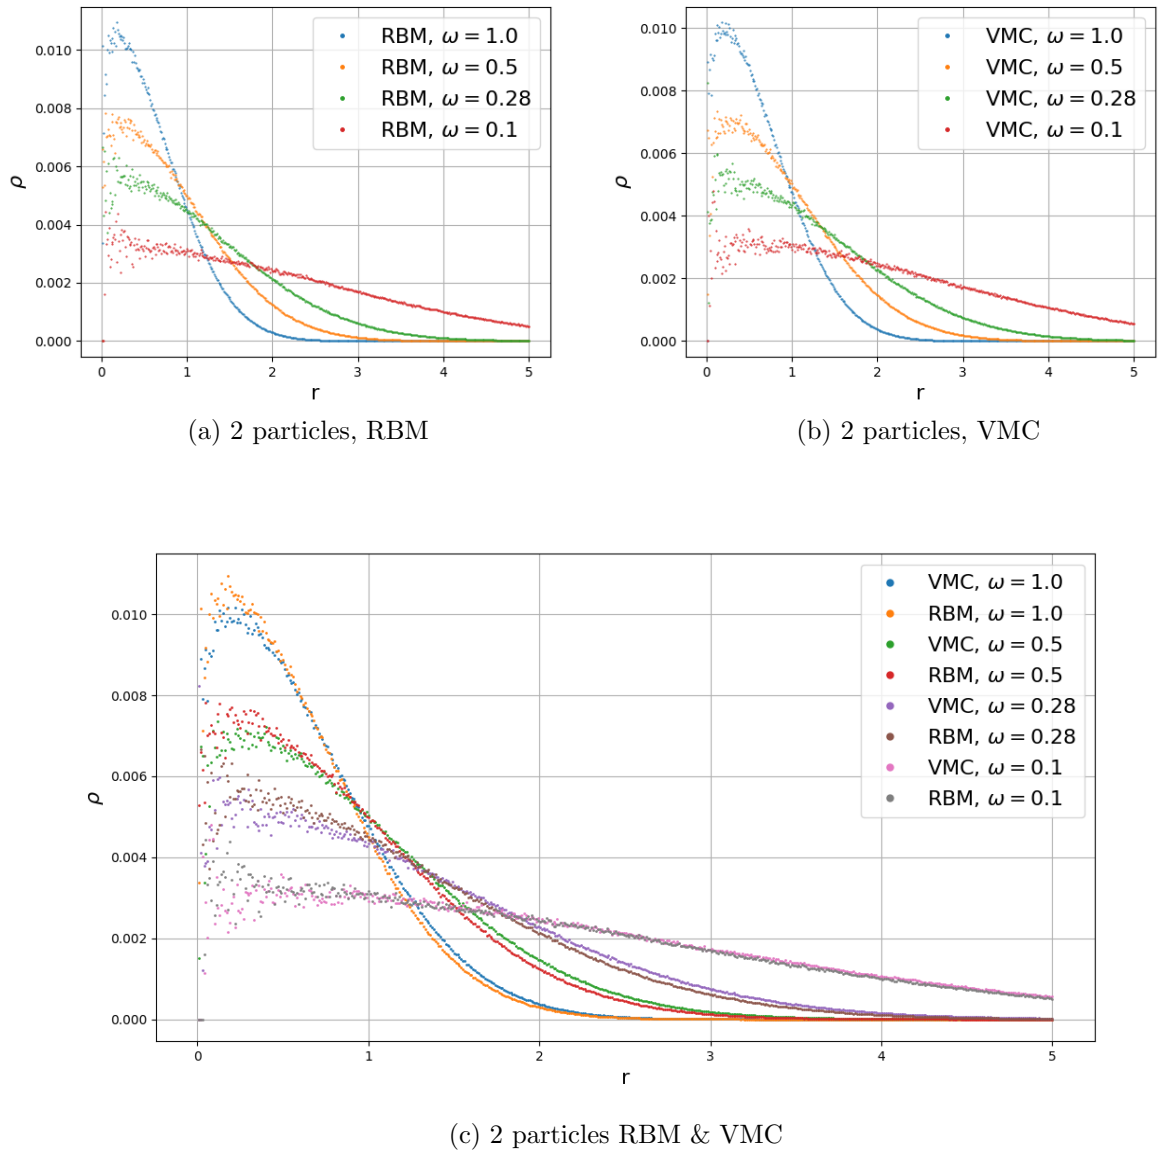 RBM, ω = 1.0
RBM, ω = 0.5
RBM, ω = 0.28
RBM, ω = 0.1
0.010
0.008
0.006
0.004
0.002
0.000
ρ
0 1 2 3 4 5
r
(a) 2 particles, RBM
VMC, ω = 1.0
VMC, ω = 0.5
VMC, ω = 0.28
VMC, ω = 0.1
0.010
0.008
0.006
0.004
0.002
0.000
ρ
0 1 2 3 4 5
r
(b) 2 particles, VMC
VMC, ω = 1.0
RBM, ω = 1.0
VMC, ω = 0.5
RBM, ω = 0.5
VMC, ω = 0.28
RBM, ω = 0.28
VMC, ω = 0.1
RBM, ω = 0.1
0.010
0.008
0.006
0.004
0.002
0.000
ρ
0 1 2 3 4 5
r
(c) 2 particles RBM & VMC